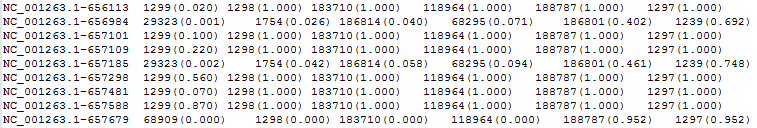 NC_001263.1-656113 1299(0.020) 1298(1.000) 183710(1.000) 118964(1.000) 188787(1.000) 1297(1.000)
NC_001263.1-656984 29323(0.001) 1754(0.026) 186814(0.040) 68295(0.071) 186801(0.402) 1239(0.692)
NC_001263.1-657101 1299(0.100) 1298(1.000) 183710(1.000) 118964(1.000) 188787(1.000) 1297(1.000)
NC_001263.1-657109 1299(0.220) 1298(1.000) 183710(1.000) 118964(1.000) 188787(1.000) 1297(1.000)
NC_001263.1-657185 29323(0.002) 1754(0.042) 186814(0.058) 68295(0.094) 186801(0.461) 1239(0.748)
NC_001263.1-657298 1299(0.560) 1298(1.000) 183710(1.000) 118964(1.000) 188787(1.000) 1297(1.000)
NC_001263.1-657481 1299(0.070) 1298(1.000) 183710(1.000) 118964(1.000) 188787(1.000) 1297(1.000)
NC_001263.1-657588 1299(0.870) 1298(1.000) 183710(1.000) 118964(1.000) 188787(1.000) 1297(1.000)
NC_001263.1-657679 68909(0.000) 1298(0.000) 183710(0.000) 118964(0.000) 188787(0.952) 1297(0.952)